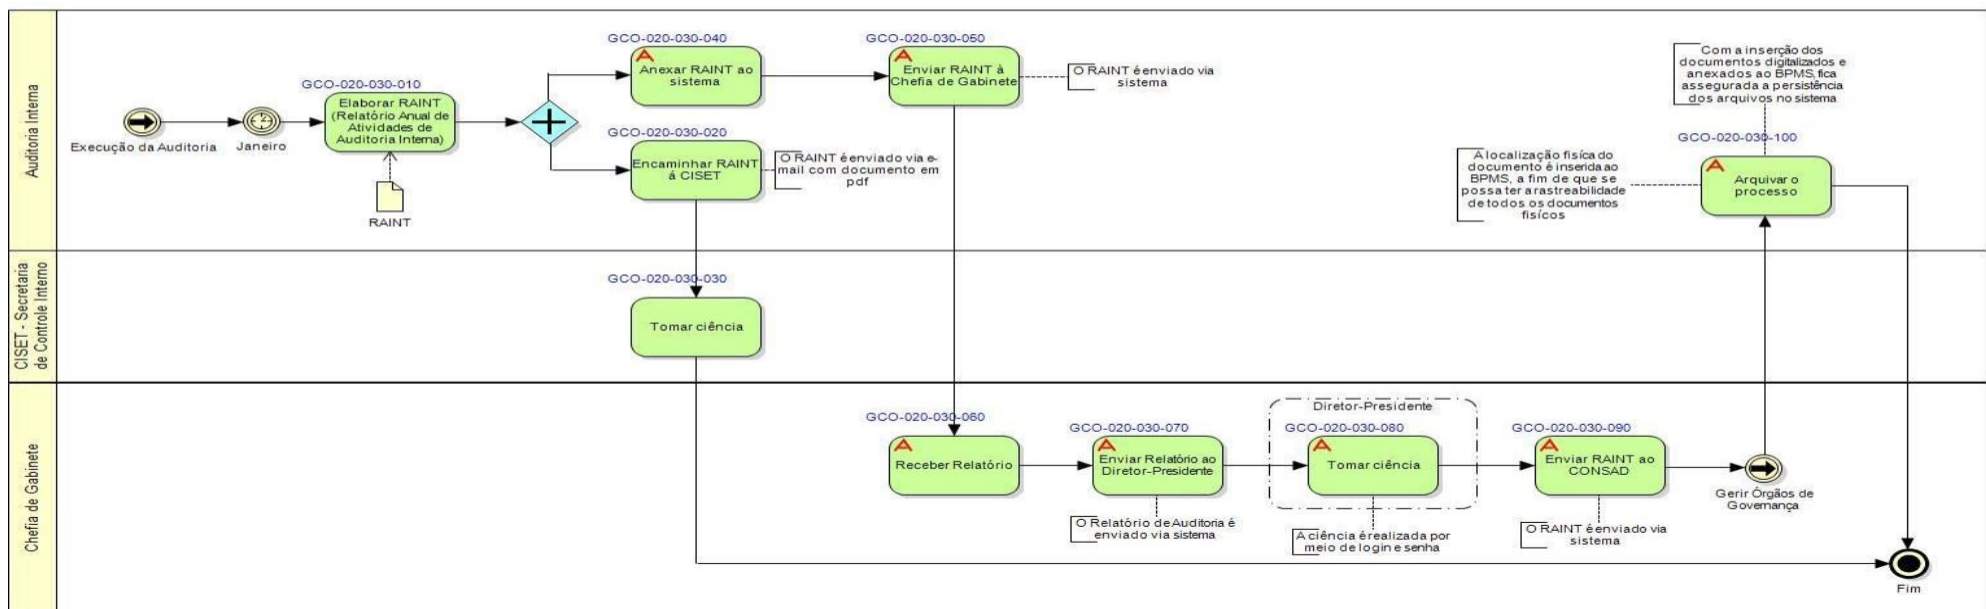 Auditoria Interna
Execução da Auditoria
Janeiro
GCO-020-030-010
Elaborar RAINT
(Relatório Anual de
Atividades de
Auditoria Interna)
RAINT
GCO-020-030-040
Anexar RAINT ao
sistema
GCO-020-030-050
Enviar RAINT à
Chefia de Gabinete
O RAINT é enviado via
sistema
GCO-020-030-020
Encaminhar RAINT
á CISET
O RAINT é enviado via e-
mail com documento em
pdf
Com a inserção dos
documentos digitalizados e
anexados ao BPMS, fica
assegurada a persistência
dos arquivos no sistema
GCO-020-030-100
Arquivar o
processo
A localização fisíca do
documento é inserida ao
BPMS, a fim de que se
possa ter a rastreabilidade
de todos os documentos
fisícos
CISET - Secretaria
de Controle Interno
GCO-020-030-030
Tomar ciência
Chefia de Gabinete
GCO-020-030-060
Receber Relatório
GCO-020-030-070
Enviar Relatório ao
Diretor-Presidente
O Relatório de Auditoria é
enviado via sistema
Diretor-Presidente
GCO-020-030-080
Tomar ciência
A ciência é realizada por
meio de login e senha
GCO-020-030-090
Enviar RAINT ao
CONSAD
O RAINT é enviado via
sistema
Gerir Órgãos de
Governança
Fim